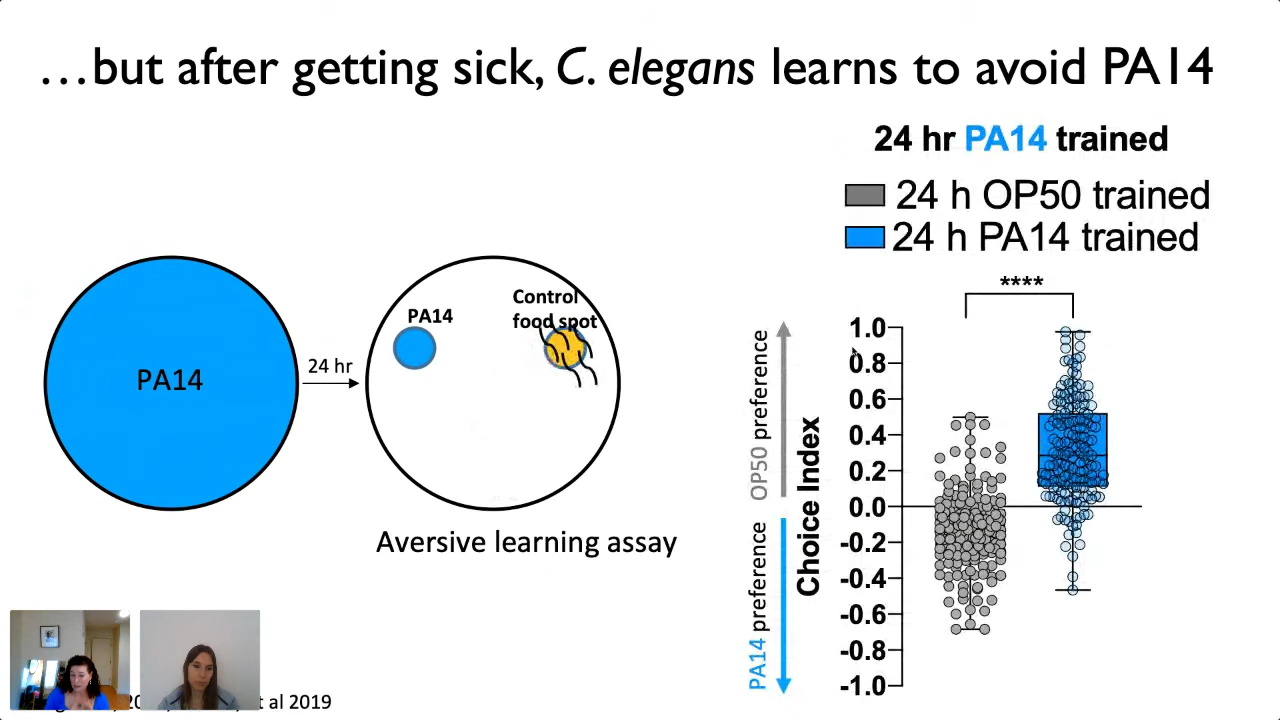 …but after getting sick, C. elegans learns to avoid PA14
24 hr PA14 trained
24 h OP50 trained
24 h PA14 trained
PA14
24 hr
PA14
Control
food spot
Aversive learning assay
****
OP50 preference
PA14 preference
Choice Index
1.0
0.8
0.6
0.4
0.2
0.0
-0.2
-0.4
-0.6
-0.8
-1.0
al 2019